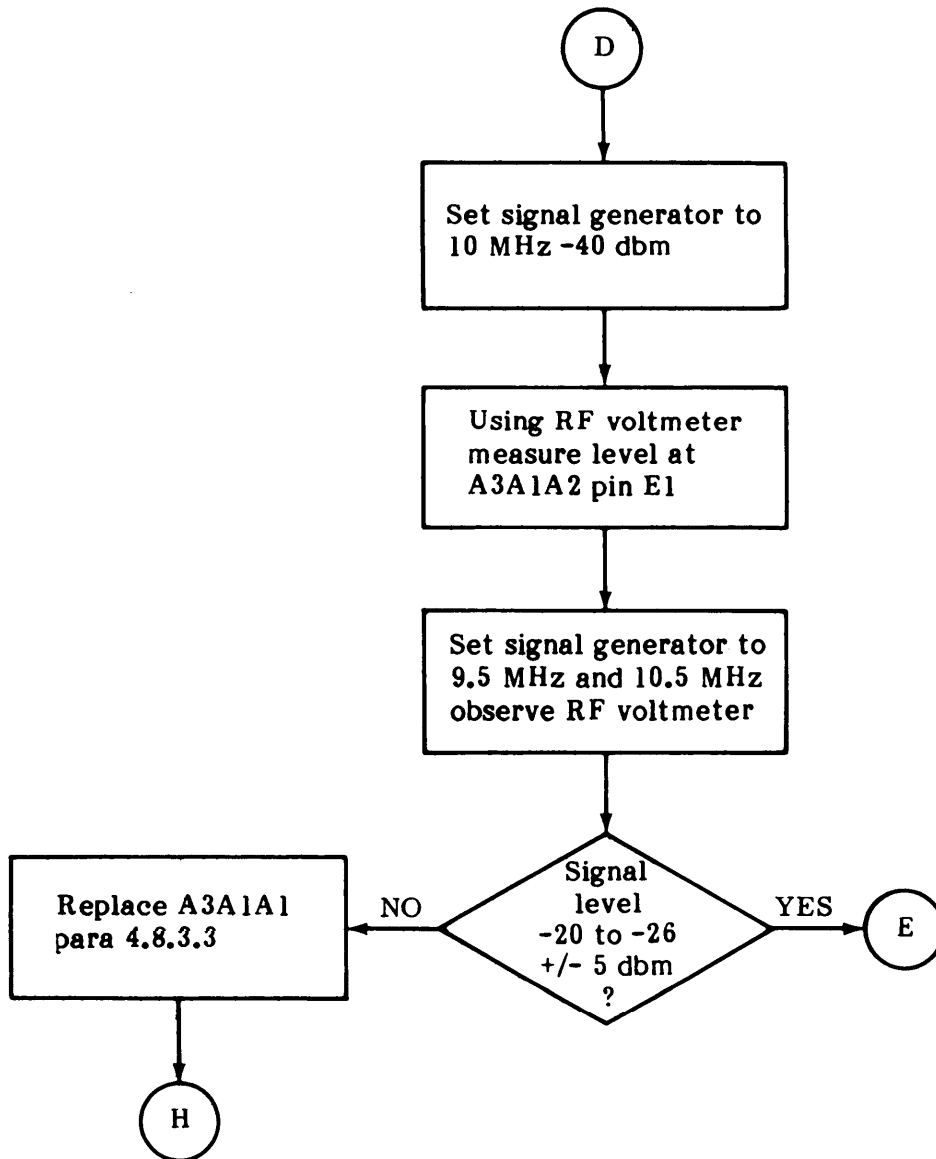 D
Set signal generator to
10 MHz -40 dbm
Using RF voltmeter
measure level at
A3A1A2 pin E1
Set signal generator to
9.5 MHz and 10.5 MHz
observe RF voltmeter
Signal
level
-20 to -26
+/- 5 dbm
?
NO
YES
Replace A3A1A1
para 4.8.3.3
E
H